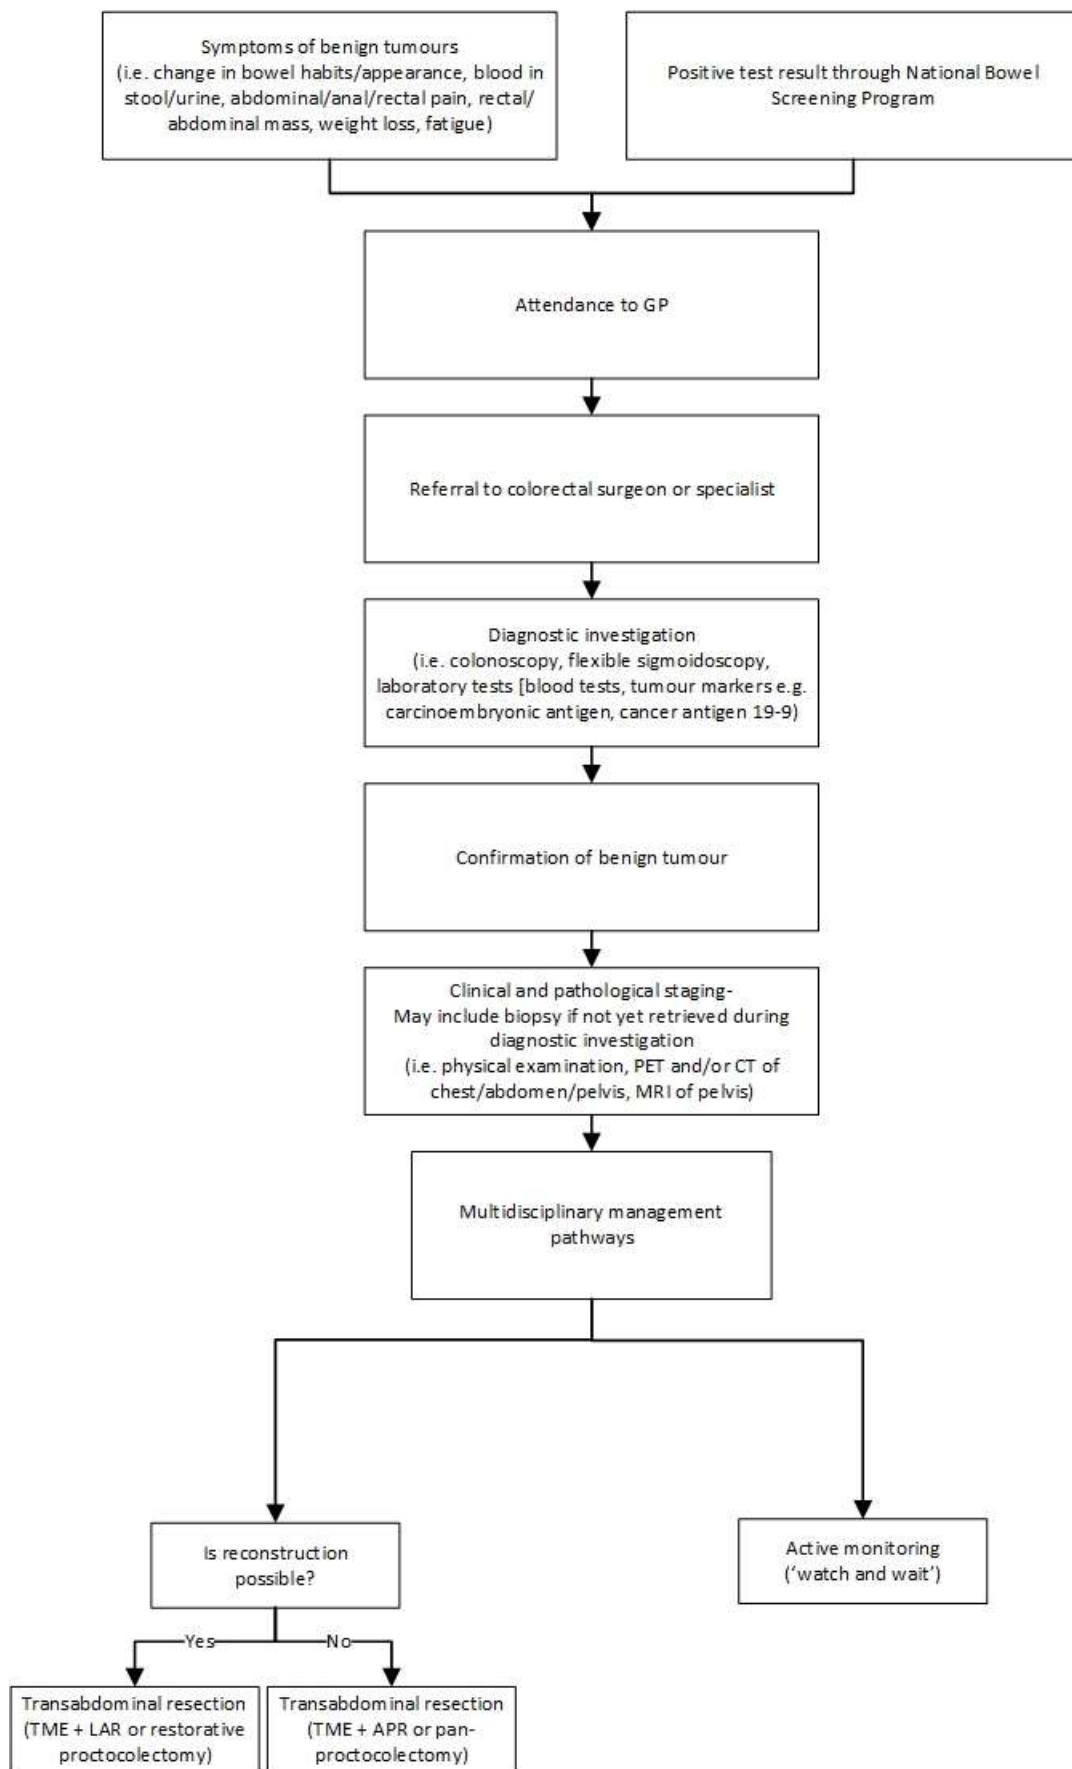 Symptoms of benign tumours
(i.e. change in bowel habits/appearance, blood in
stool/urine, abdominal/anal/rectal pain, rectal/
abdominal mass, weight loss, fatigue)
Positive test result through National Bowel
Screening Program
Attendance to GP
Referral to colorectal surgeon or specialist
Diagnostic investigation
(i.e. colonoscopy, flexible sigmoidoscopy,
laboratory tests [blood tests, tumour markers e.g.
carcinoembryonic antigen, cancer antigen 19-9)
Confirmation of benign tumour
Clinical and pathological staging-
May include biopsy if not yet retrieved during
diagnostic investigation
(i.e. physical examination, PET and/or CT of
chest/abdomen/pelvis, MRI of pelvis)
Multidisciplinary management
pathways
Is reconstruction
possible?
Active monitoring
('watch and wait')
Yes
No
Transabdominal resection
(TME + LAR or restorative
proctocolectomy)
Transabdominal resection
(TME + APR or pan-
proctocolectomy)